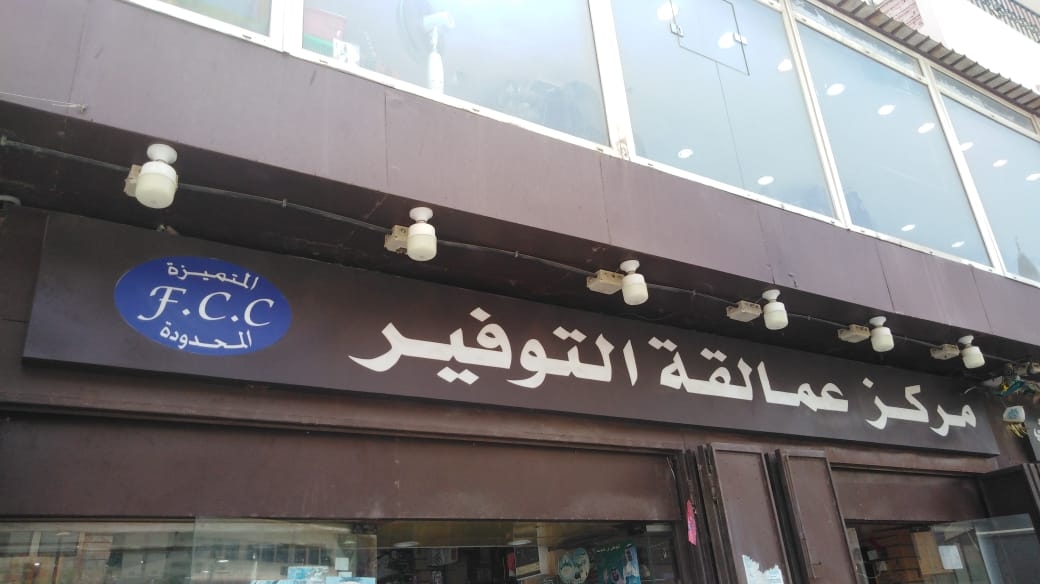 مركز عمالقة التوفير
المتميزة
F.C.C
المحدودة